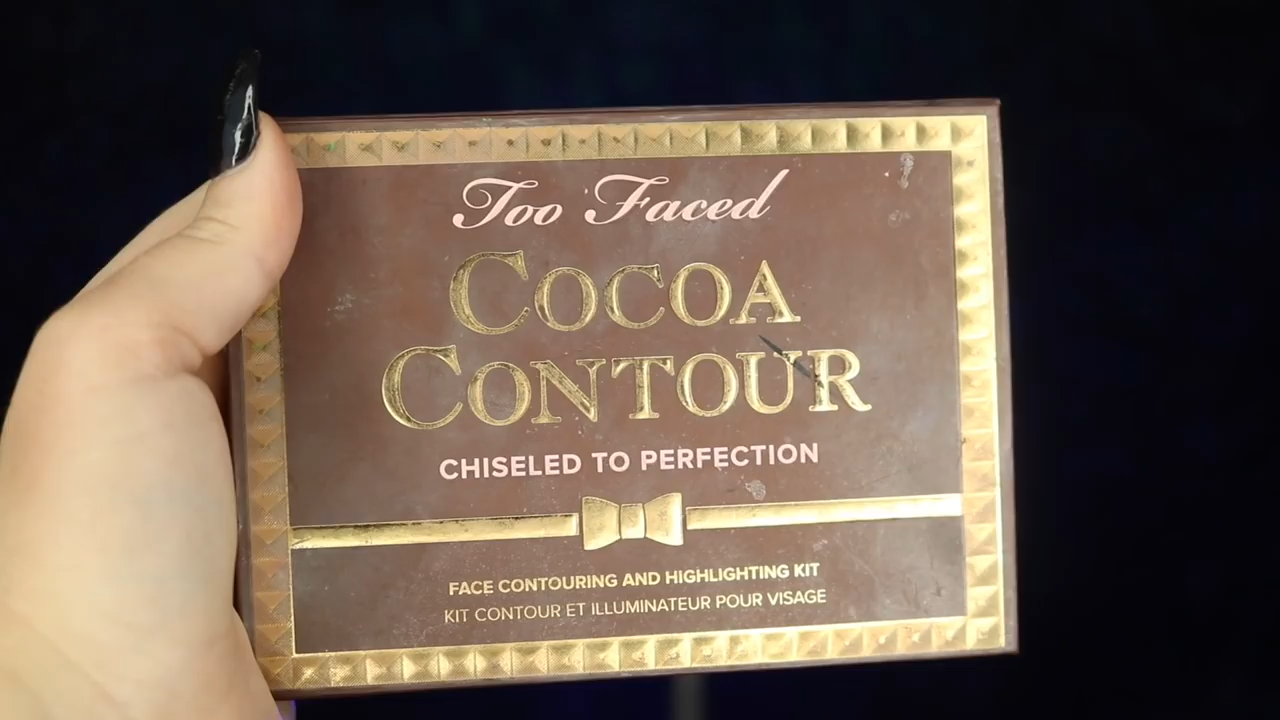 Too Faced
COCOA
CONTOUR
CHISELED TO PERFECTION
FACE CONTOURING AND HIGHLIGHTING KIT
KIT CONTOUR ET ILLUMINATEUR POUR VISAGE